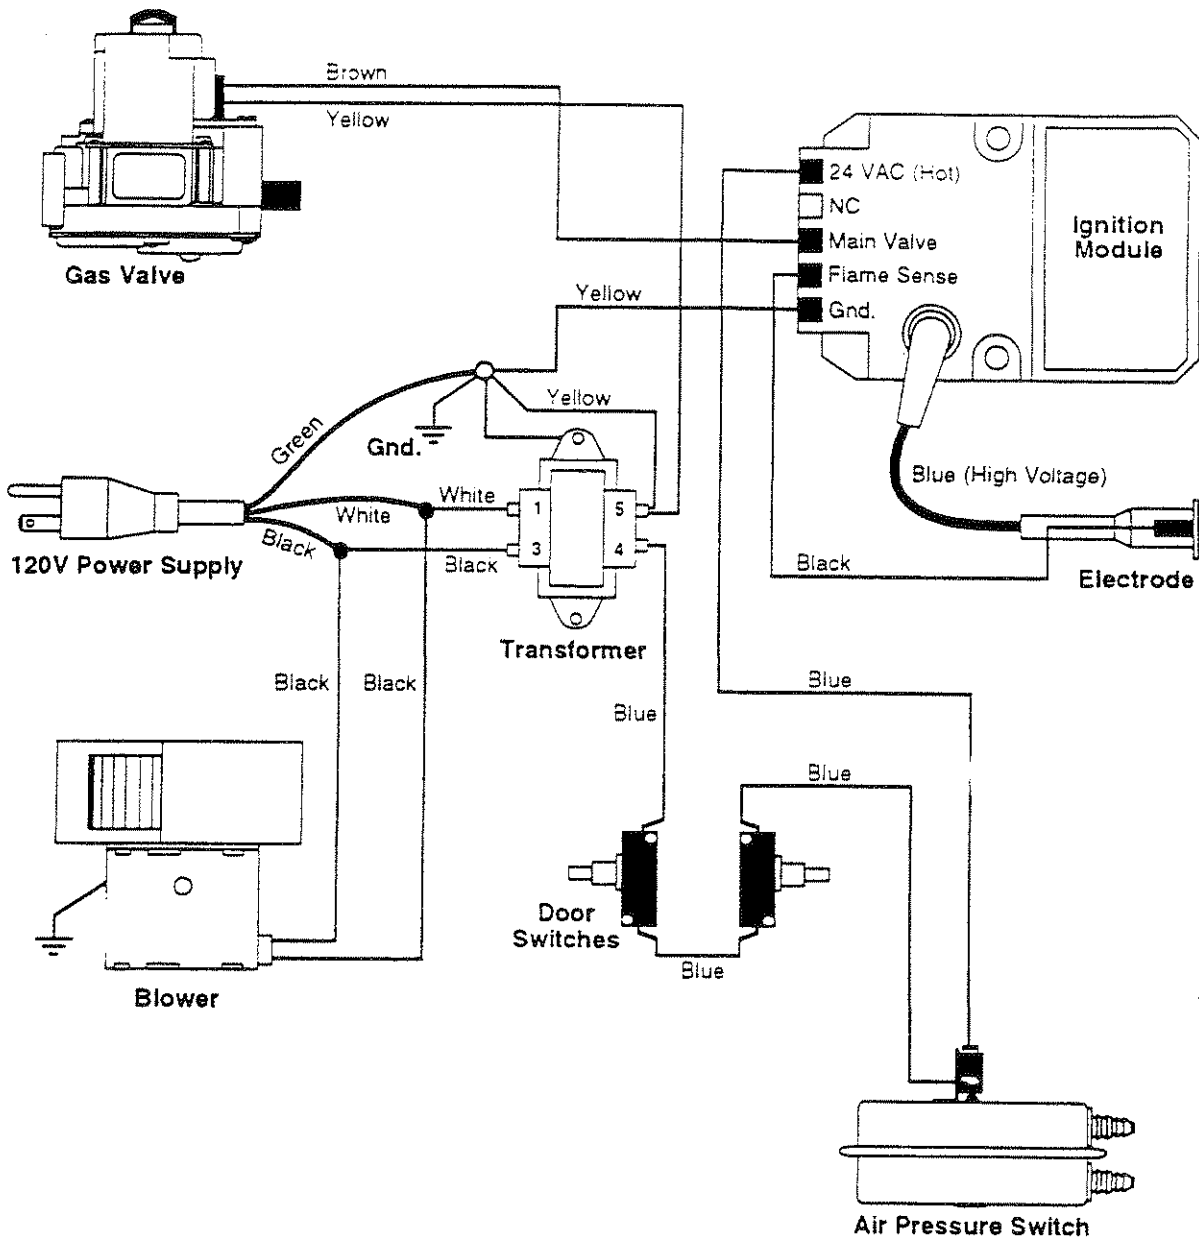 Brown
Yellow
Gas Valve
24 VAC (Hot)
NC
Main Valve
Flame Sense
Gnd.
Ignition
Module
Yellow
Yellow
Green
Gnd.
White
White
Black
Black
1
3
5
4
120V Power Supply
Transformer
Blue (High Voltage)
Black
Electrode
Black
Black
Blue
Blue
Blue
Door
Switches
Blue
Blower
Air Pressure Switch